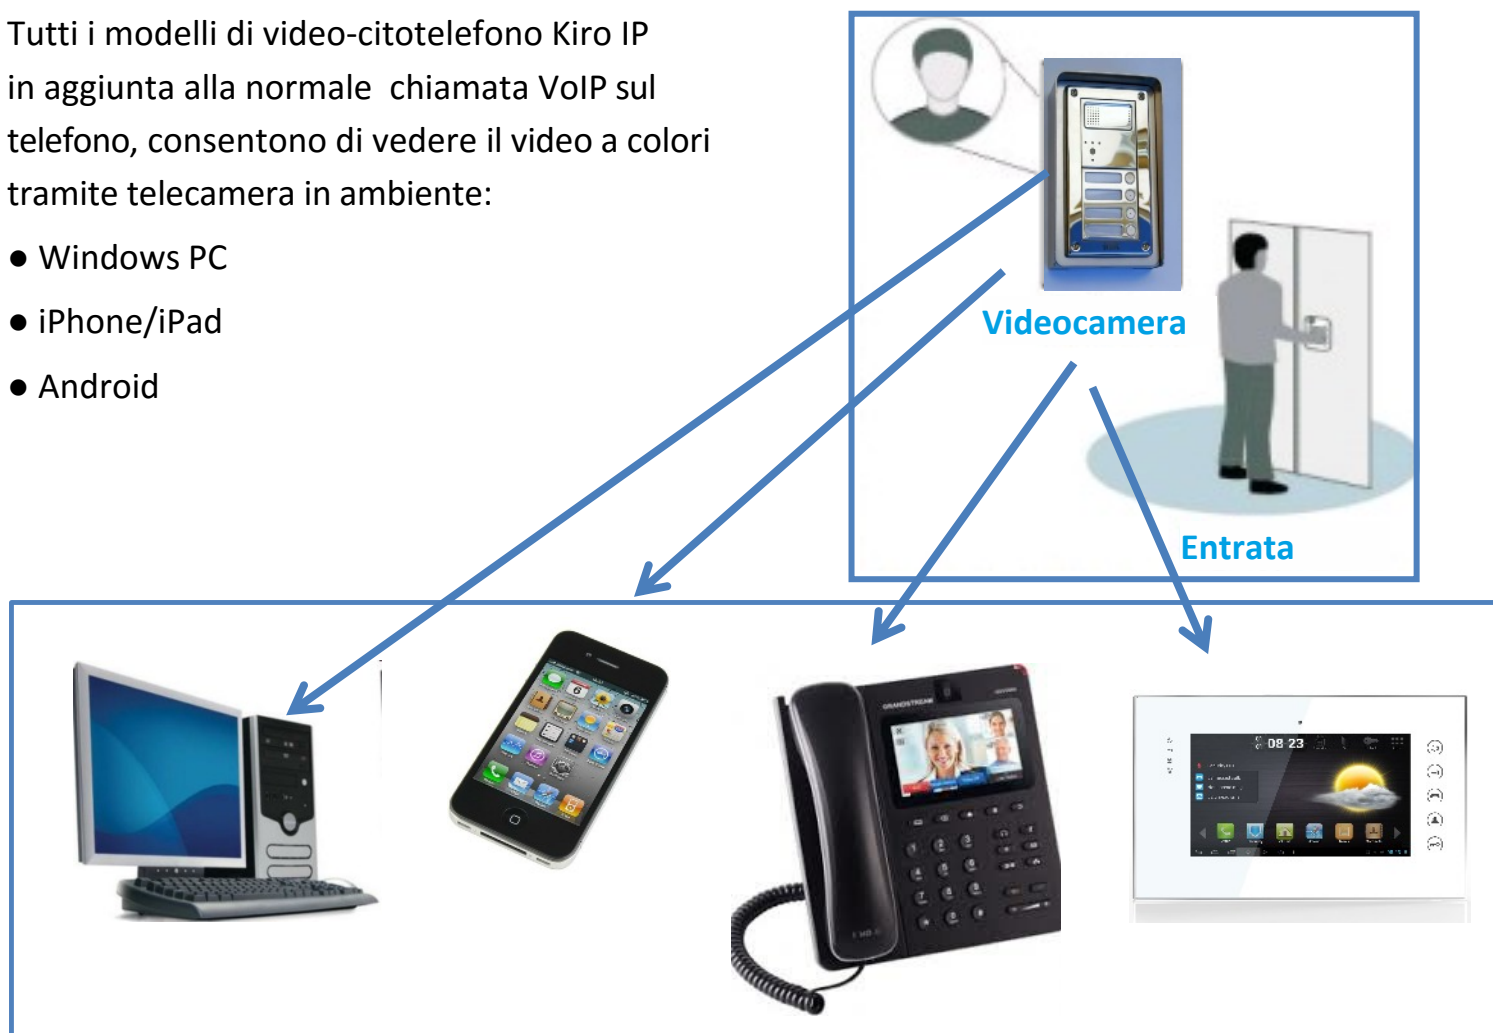 Tutti i modelli di video-citotelefono Kiro IP
in aggiunta alla normale chiamata VoIP sul
telefono, consentono di vedere il video a colori
tramite telecamera in ambiente:
● Windows PC
● iPhone/iPad
● Android
Videocamera
Entrata
GRANDSTREAM
08 23